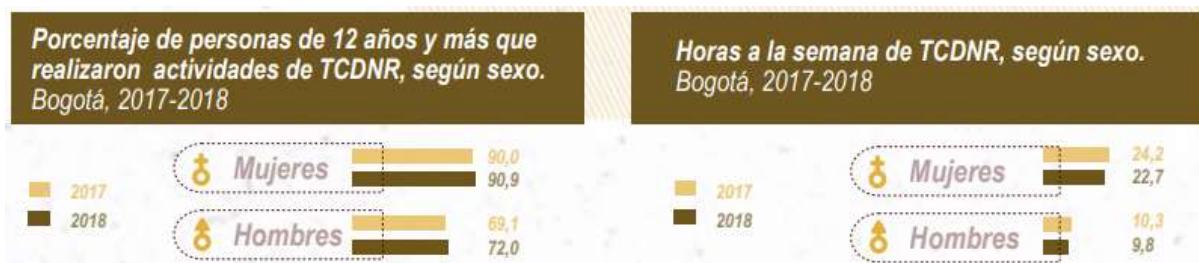 Porcentaje de personas de 12 años y más que
realizaron actividades de TCDNR, según sexo.
Bogotá, 2017-2018
2017
2018
Mujeres
90,0
90,9
Hombres
69,1
72,0
Horas a la semana de TCDNR, según sexo.
Bogotá, 2017-2018
2017
2018
Mujeres
24,2
22,7
Hombres
10,3
9,8